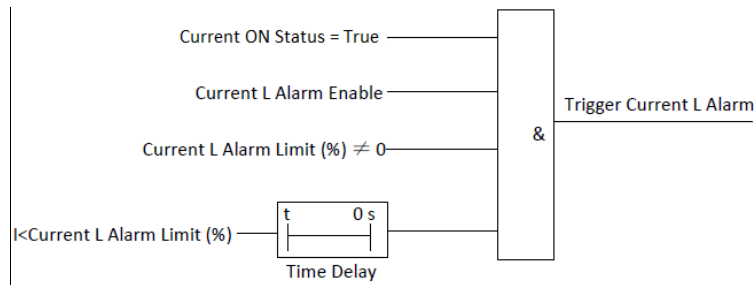 Current ON Status = True
Current L Alarm Enable
Trigger Current L Alarm
&
Current L Alarm Limit (%) ≠ 0
t 0 s
I<Current L Alarm Limit (%)
Time Delay